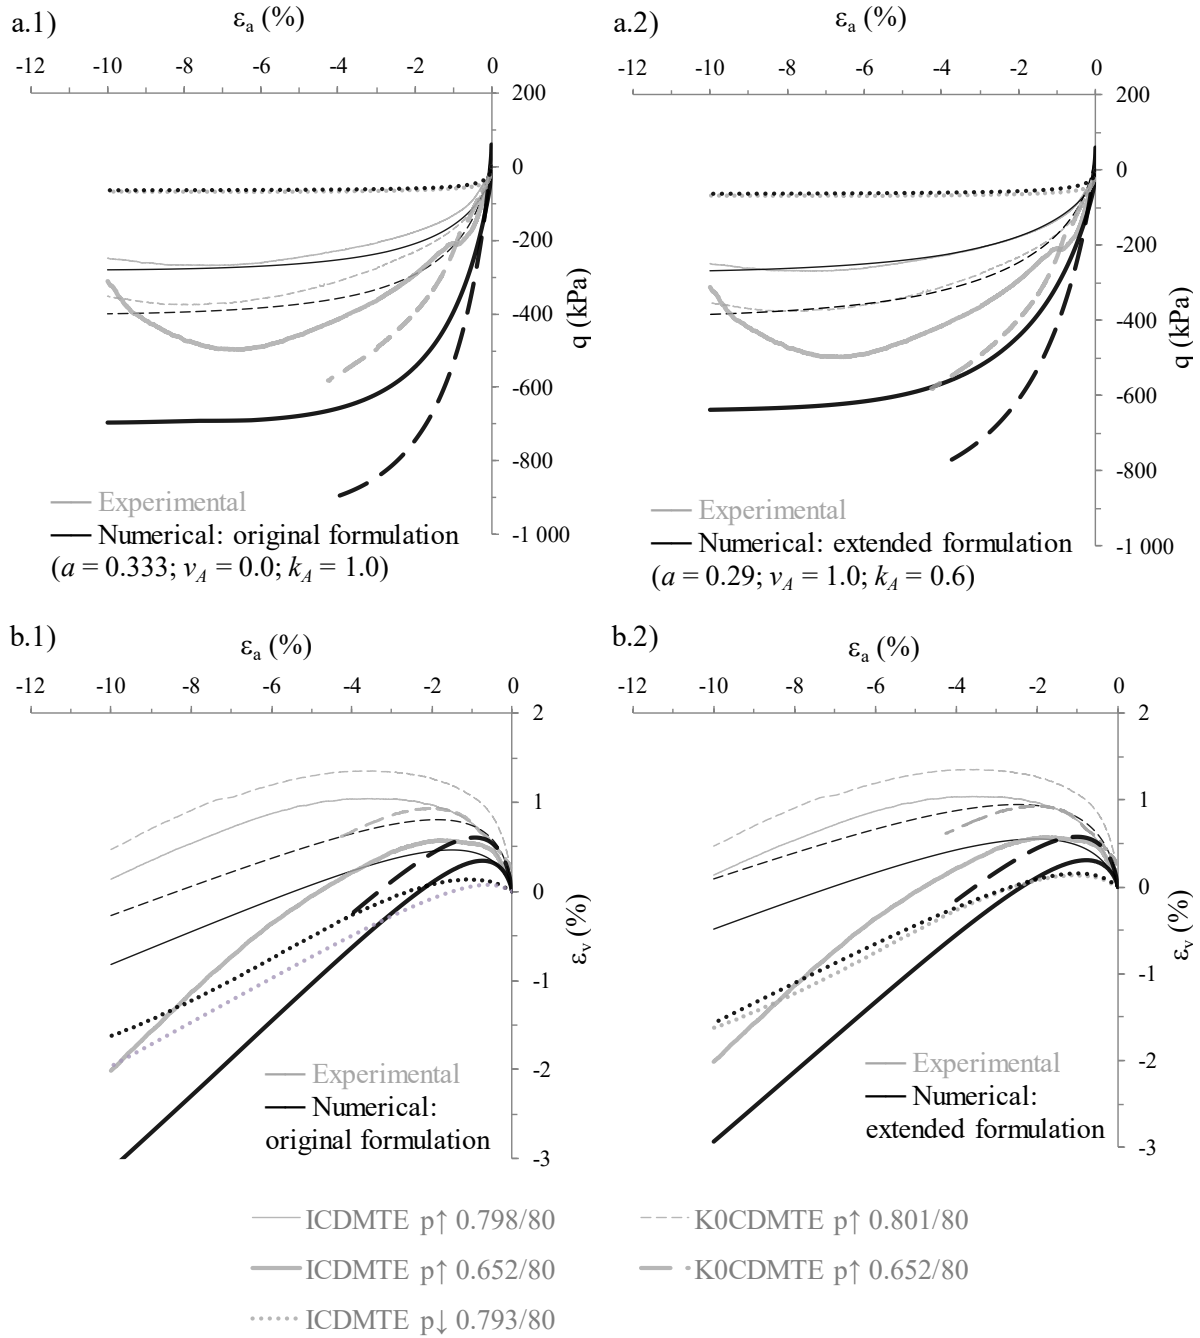 a.1)
εa (%)
-12 -10 -8 -6 -4 -2 0
200
0
-200
-400
-600
-800
-1 000
q (kPa)
Experimental
Numerical: original formulation
(a = 0.333; vA = 0.0; kA = 1.0)
a.2)
εa (%)
-12 -10 -8 -6 -4 -2 0
200
0
-200
-400
-600
-800
-1 000
q (kPa)
Experimental
Numerical: extended formulation
(a = 0.29; vA = 1.0; kA = 0.6)
b.1)
εa (%)
-12 -10 -8 -6 -4 -2 0
2
1
0
-1
-2
-3
εv (%)
Experimental
Numerical:
original formulation
b.2)
εa (%)
-12 -10 -8 -6 -4 -2 0
2
1
0
-1
-2
-3
εv (%)
Experimental
Numerical:
extended formulation
ICDMTE p↑ 0.798/80
K0CDMTE p↑ 0.801/80
ICDMTE p↑ 0.652/80
K0CDMTE p↑ 0.652/80
ICDMTE p↓ 0.793/80